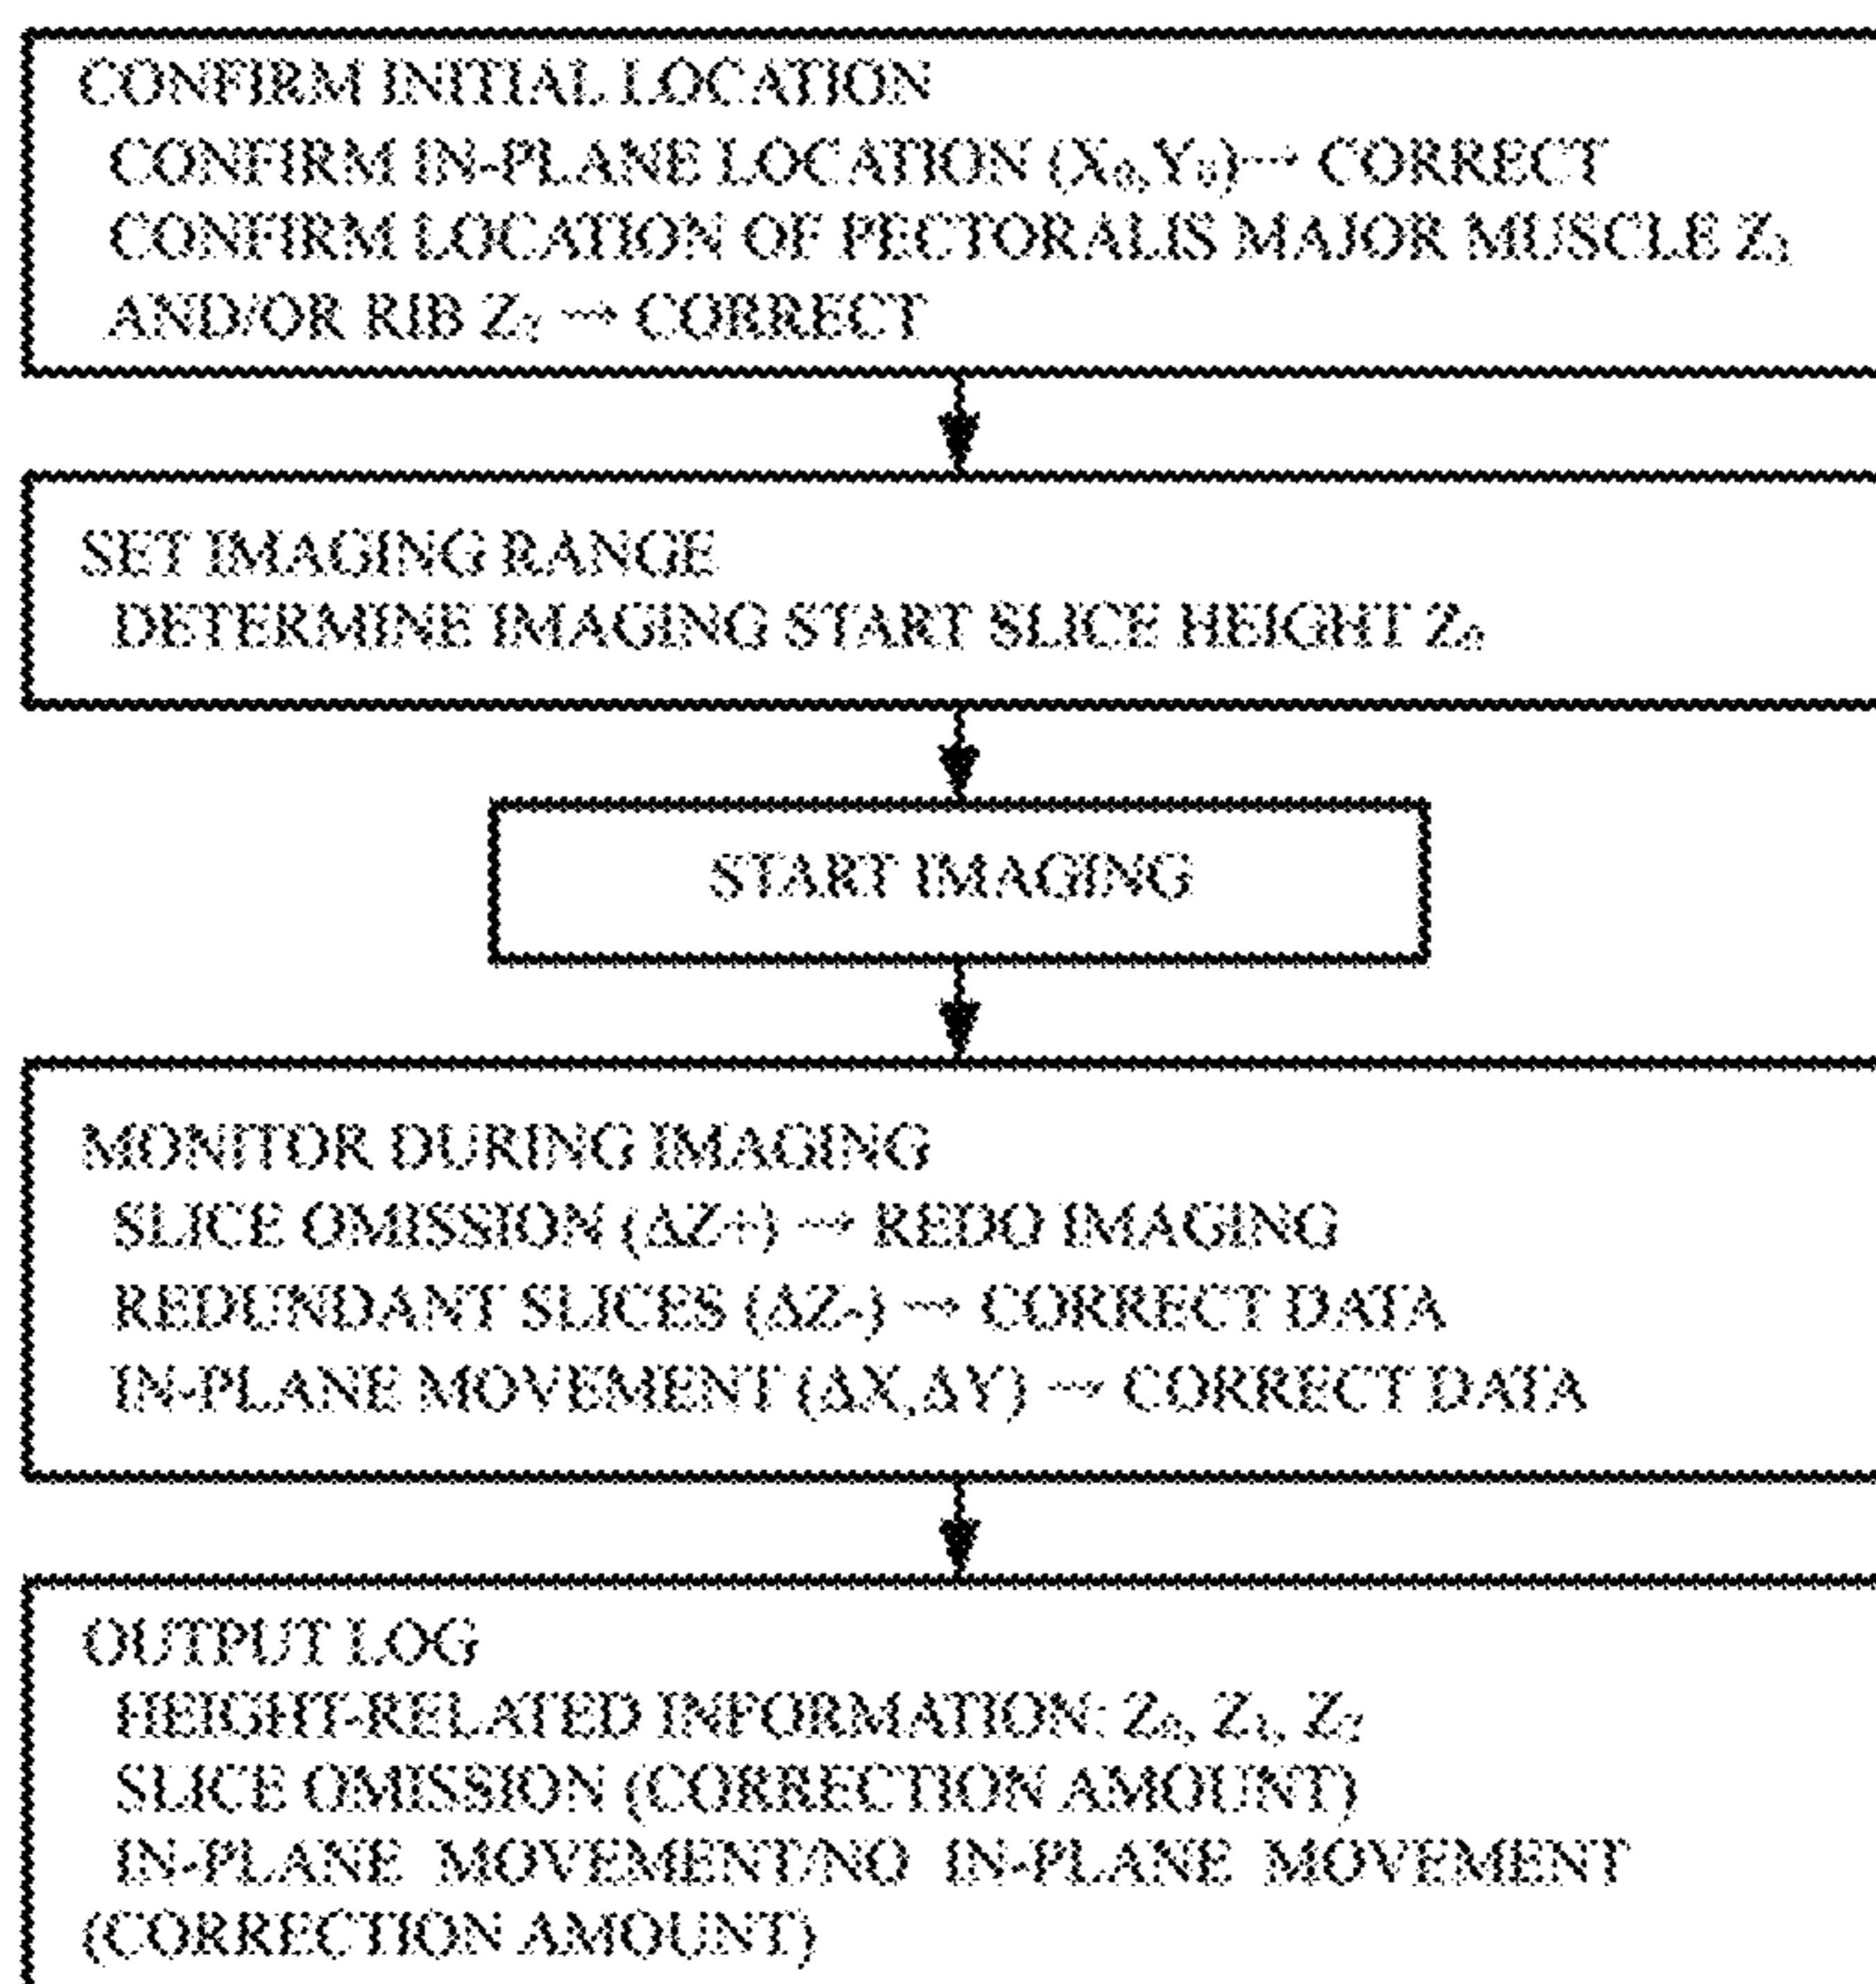 CONFIRM INITIAL LOCATION
CONFIRM IN-PLANE LOCATION (X₀,Y₀)→ CORRECT
CONFIRM LOCATION OF PECTORALIS MAJOR MUSCLE Z₁
AND/OR RIB Z₂ → CORRECT
SET IMAGING RANGE
DETERMINE IMAGING START SLICE HEIGHT Z₀
START IMAGING
MONITOR DURING IMAGING
SLICE OMISSION (ΔZ+) → REDO IMAGING
REDUNDANT SLICES (ΔZ-) → CORRECT DATA
IN-PLANE MOVEMENT (ΔX,ΔY) → CORRECT DATA
OUTPUT LOG
HEIGHT-RELATED INFORMATION: Z₀, Z₁, Z₂
SLICE OMISSION (CORRECTION AMOUNT)
IN-PLANE MOVEMENT/NO IN-PLANE MOVEMENT
(CORRECTION AMOUNT)